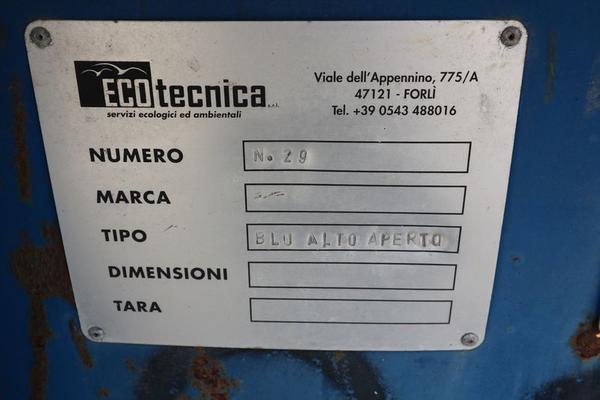 ECOtecnica s.r.l.
servizi ecologici ed ambientali
Viale dell'Appennino, 775/A
47121 - FORLÌ
Tel. +39 0543 488016
NUMERO N. 29
MARCA
TIPO BLU ALTO APERTO
DIMENSIONI
TARA